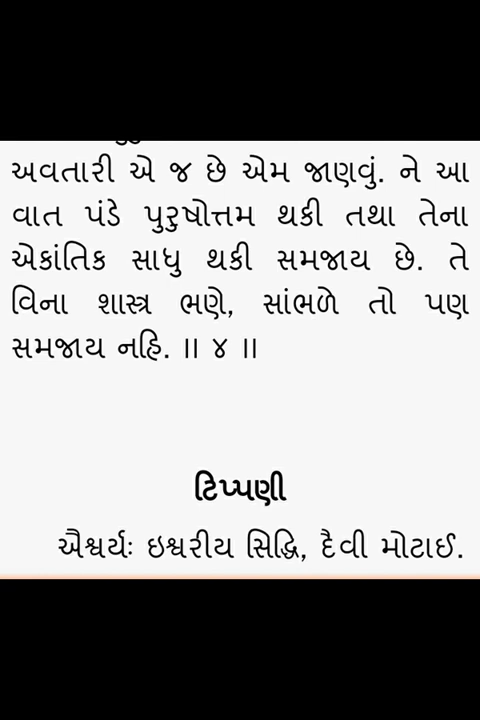 અવતારી એ જ છે એમ જાણવું. ને આ
વાત પંડે પુરુષોત્તમ થકી તથા તેના
એકાંતિક સાધુ થકી સમજાય છે. તે
વિના શાસ્ત્ર ભણે, સાંભળે તો પણ
સમજાય નહિ. ॥ ૪ ॥
ટિપ્પણી
ઐશ્વર્યઃ ઇશ્વરીય સિદ્ધિ, દૈવી મોટાઈ.